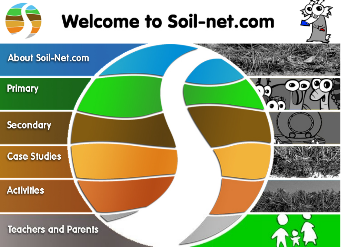 Welcome to Soil-net.com
About Soil-Net.com
Primary
Secondary
Case Studies
Activities
Teachers and Parents